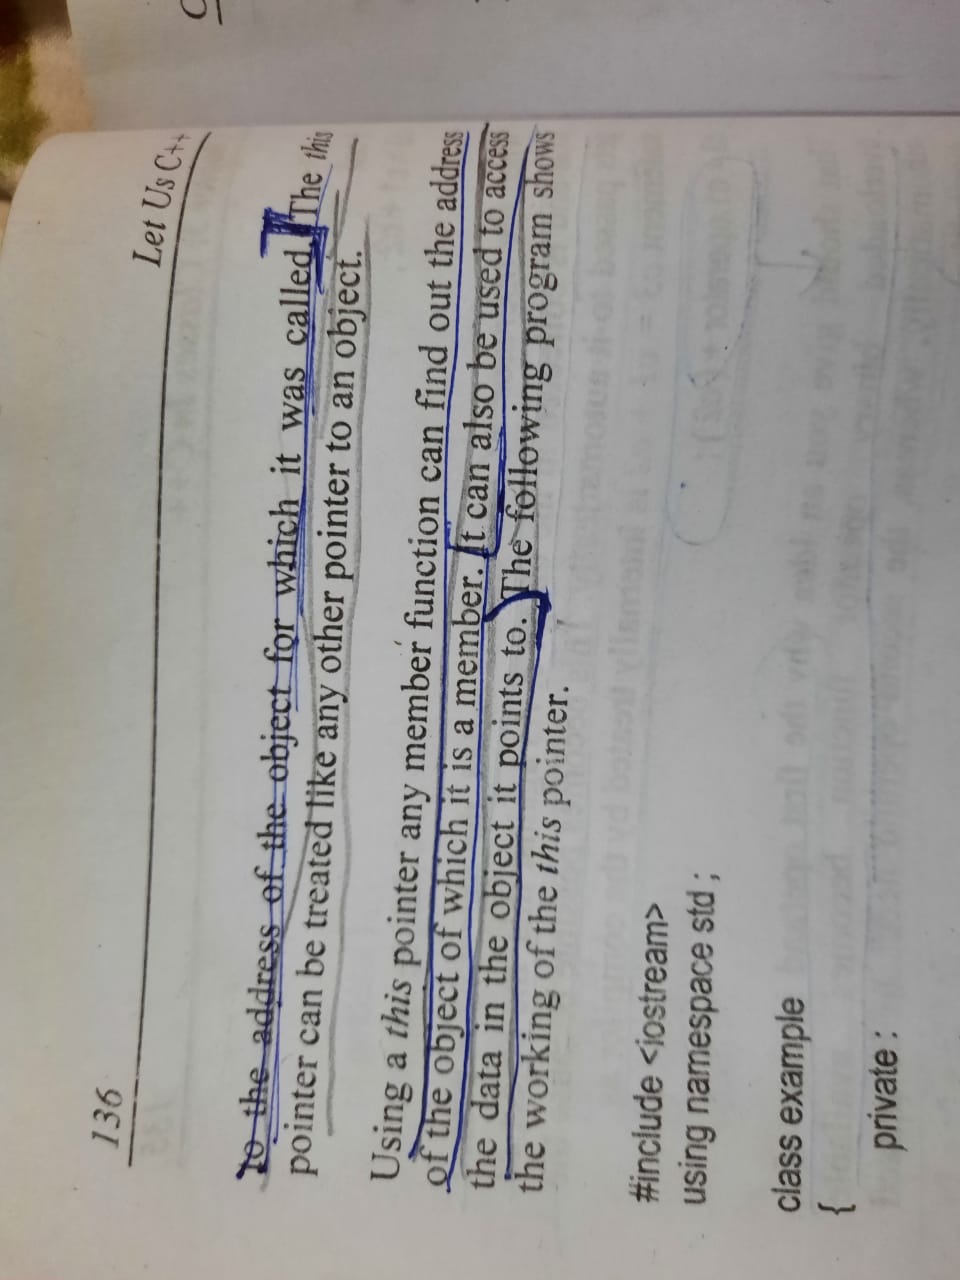 136
Let Us C++
to the address of the object for which it was called. The this
pointer can be treated like any other pointer to an object.
Using a this pointer any member function can find out the address
of the object of which it is a member. It can also be used to access
the data in the object it points to. The following program shows
the working of the this pointer.
#include <iostream>
using namespace std ;
class example
{
private :